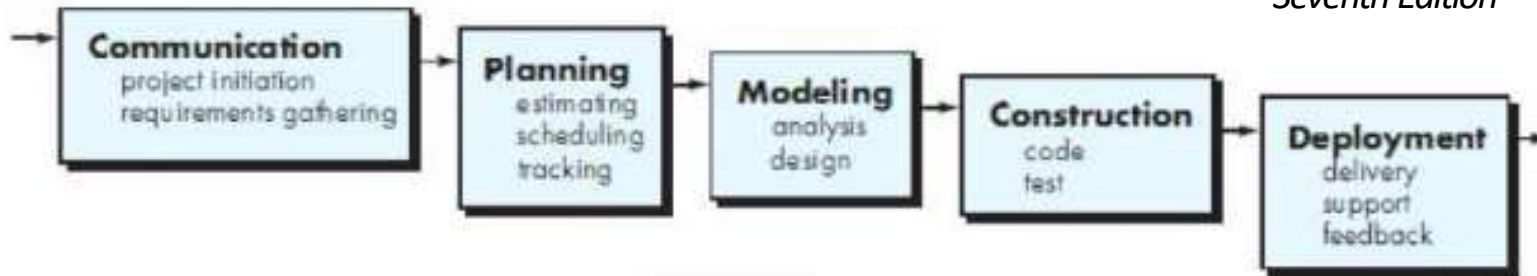 Seventh Edition
Communication
project initiation
requirements gathering
Planning
estimating
scheduling
tracking
Modeling
analysis
design
Construction
code
test
Deployment
delivery
support
feedback